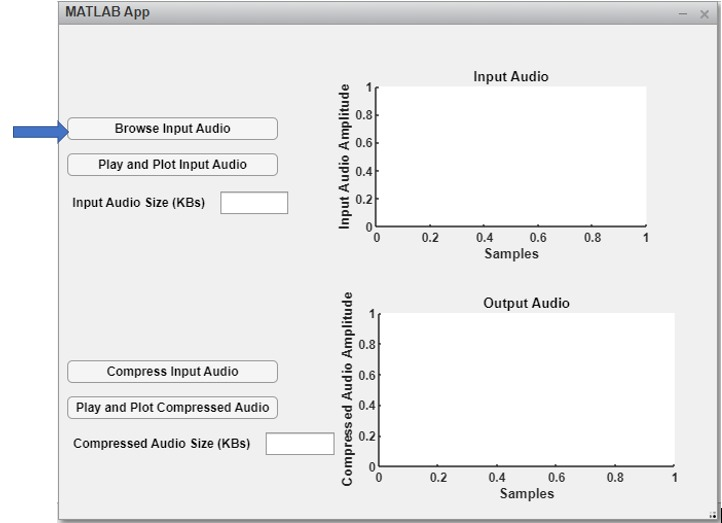 MATLAB App
Browse Input Audio
Play and Plot Input Audio
Input Audio Size (KBs)
Input Audio
Input Audio Amplitude
1
0.8
0.6
0.4
0.2
0
0 0.2 0.4 0.6 0.8 1
Samples
Compress Input Audio
Play and Plot Compressed Audio
Compressed Audio Size (KBs)
Output Audio
Compressed Audio Amplitude
1
0.8
0.6
0.4
0.2
0
0 0.2 0.4 0.6 0.8 1
Samples